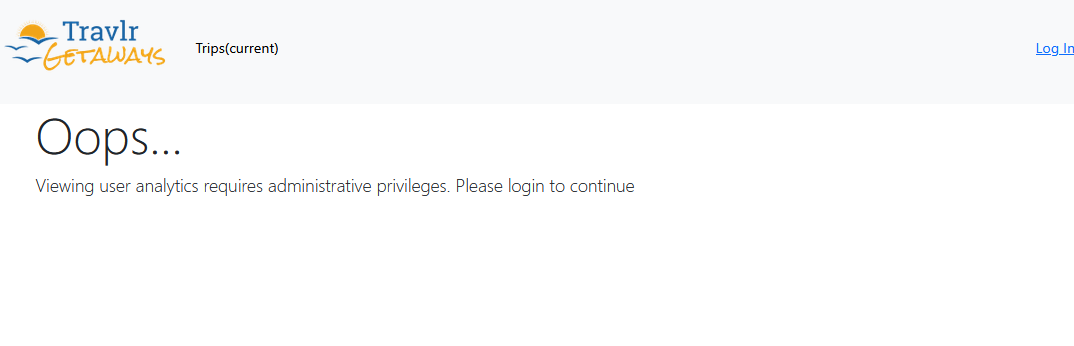 Travlr
GETAWAYS
Trips(current)
Log In
Oops...
Viewing user analytics requires administrative privileges. Please login to continue